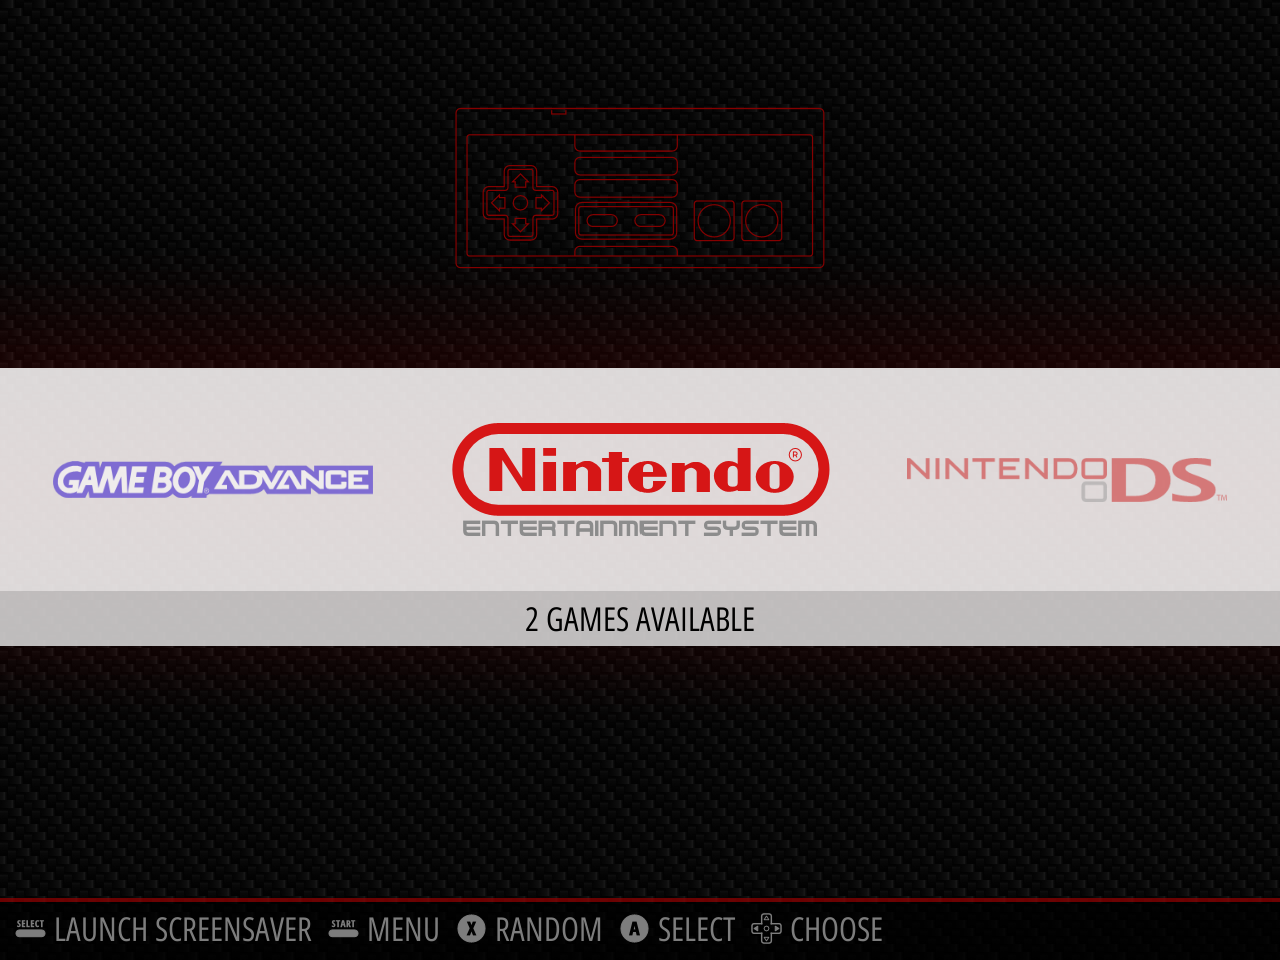 GAME BOY ADVANCE
Nintendo®
ENTERTAINMENT SYSTEM
NINTENDO DS™
2 GAMES AVAILABLE
SELECT LAUNCH SCREENSAVER START MENU X RANDOM A SELECT CHOOSE